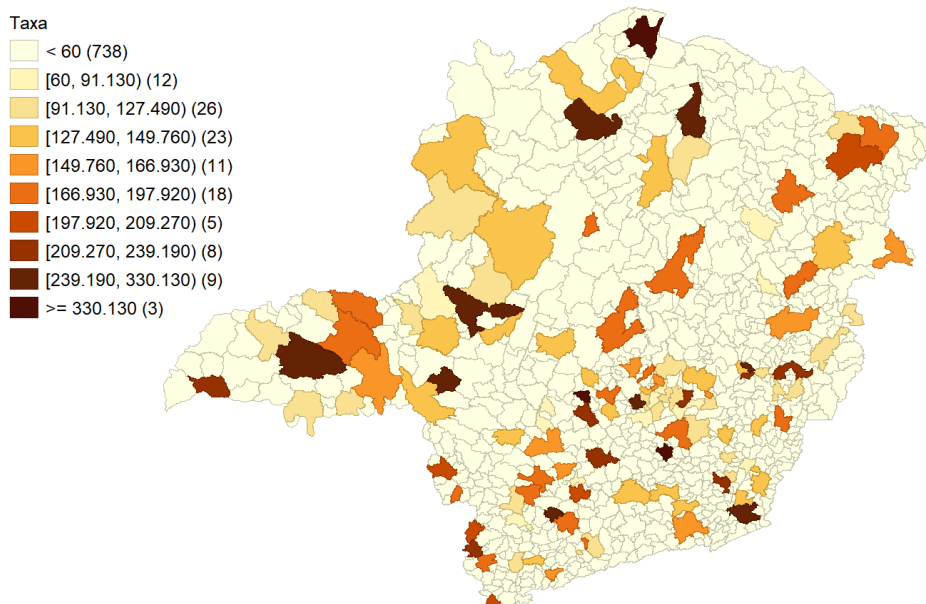 Taxa
< 60 (738)
[60, 91.130) (12)
[91.130, 127.490) (26)
[127.490, 149.760) (23)
[149.760, 166.930) (11)
[166.930, 197.920) (18)
[197.920, 209.270) (5)
[209.270, 239.190) (8)
[239.190, 330.130) (9)
>= 330.130 (3)